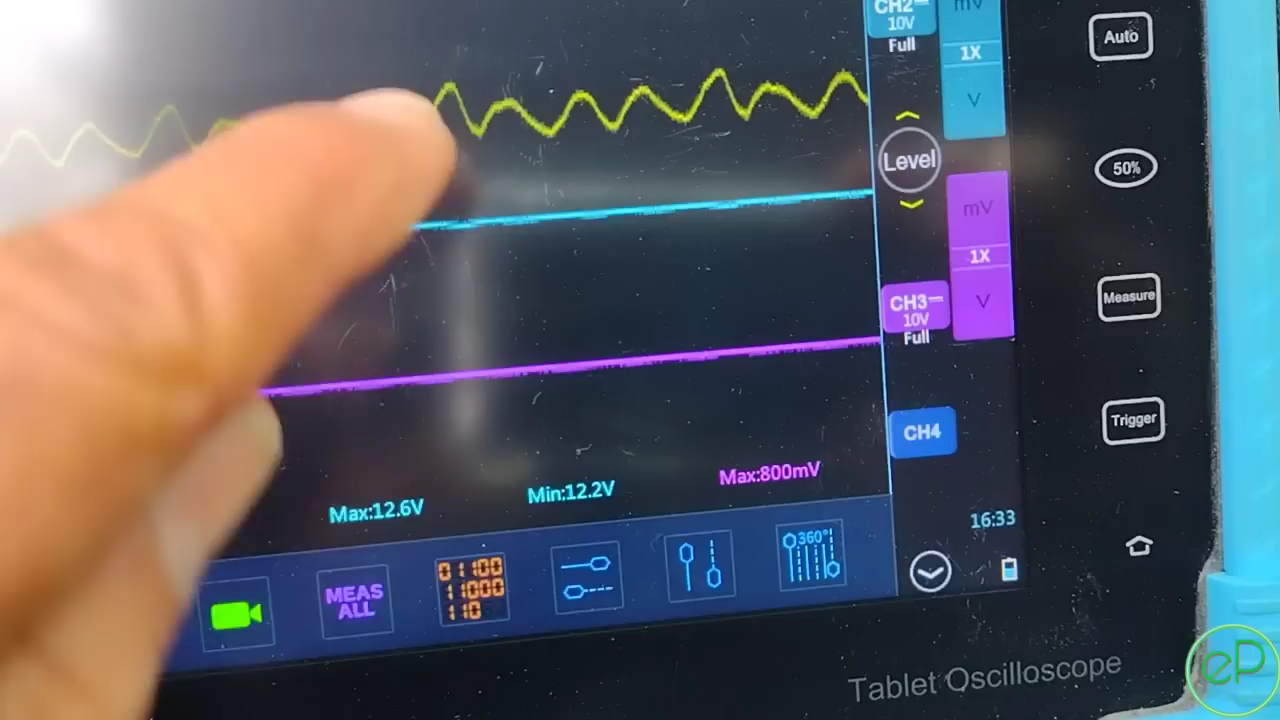 CH2
10V
Full
mV
1X
V
Auto
Level
50%
mV
1X
V
CH3
10V
Full
Measure
CH4
Trigger
Max:12.6V
Min:12.2V
Max:800mV
16:33
MEAS
ALL
01100
11000
110
360°
Tablet Oscilloscope
eP